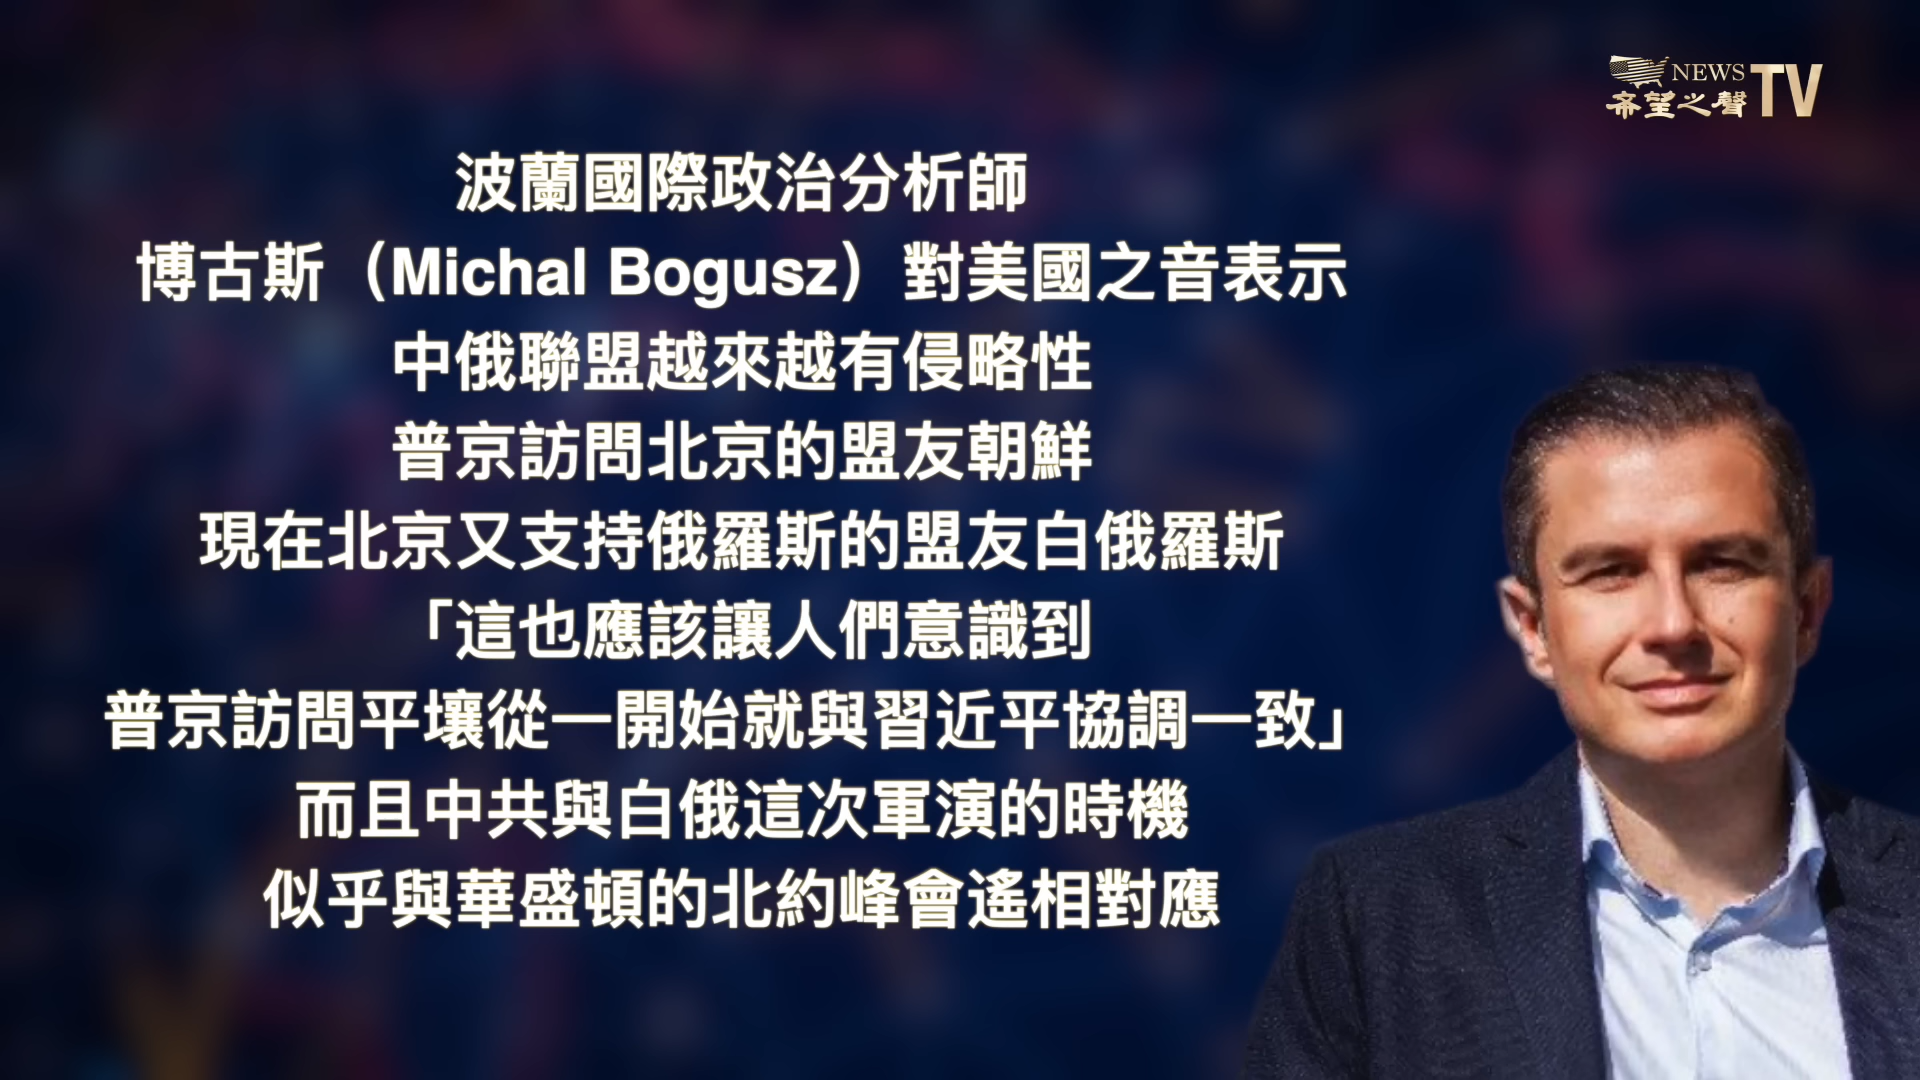 NEWS
希望之聲TV
波蘭國際政治分析師
博古斯（Michal Bogusz）對美國之音表示
中俄聯盟越來越有侵略性
普京訪問北京的盟友朝鮮
現在北京又支持俄羅斯的盟友白俄羅斯
「這也應該讓人們意識到
普京訪問平壤從一開始就與習近平協調一致」
而且中共與白俄這次軍演的時機
似乎與華盛頓的北約峰會遙相對應